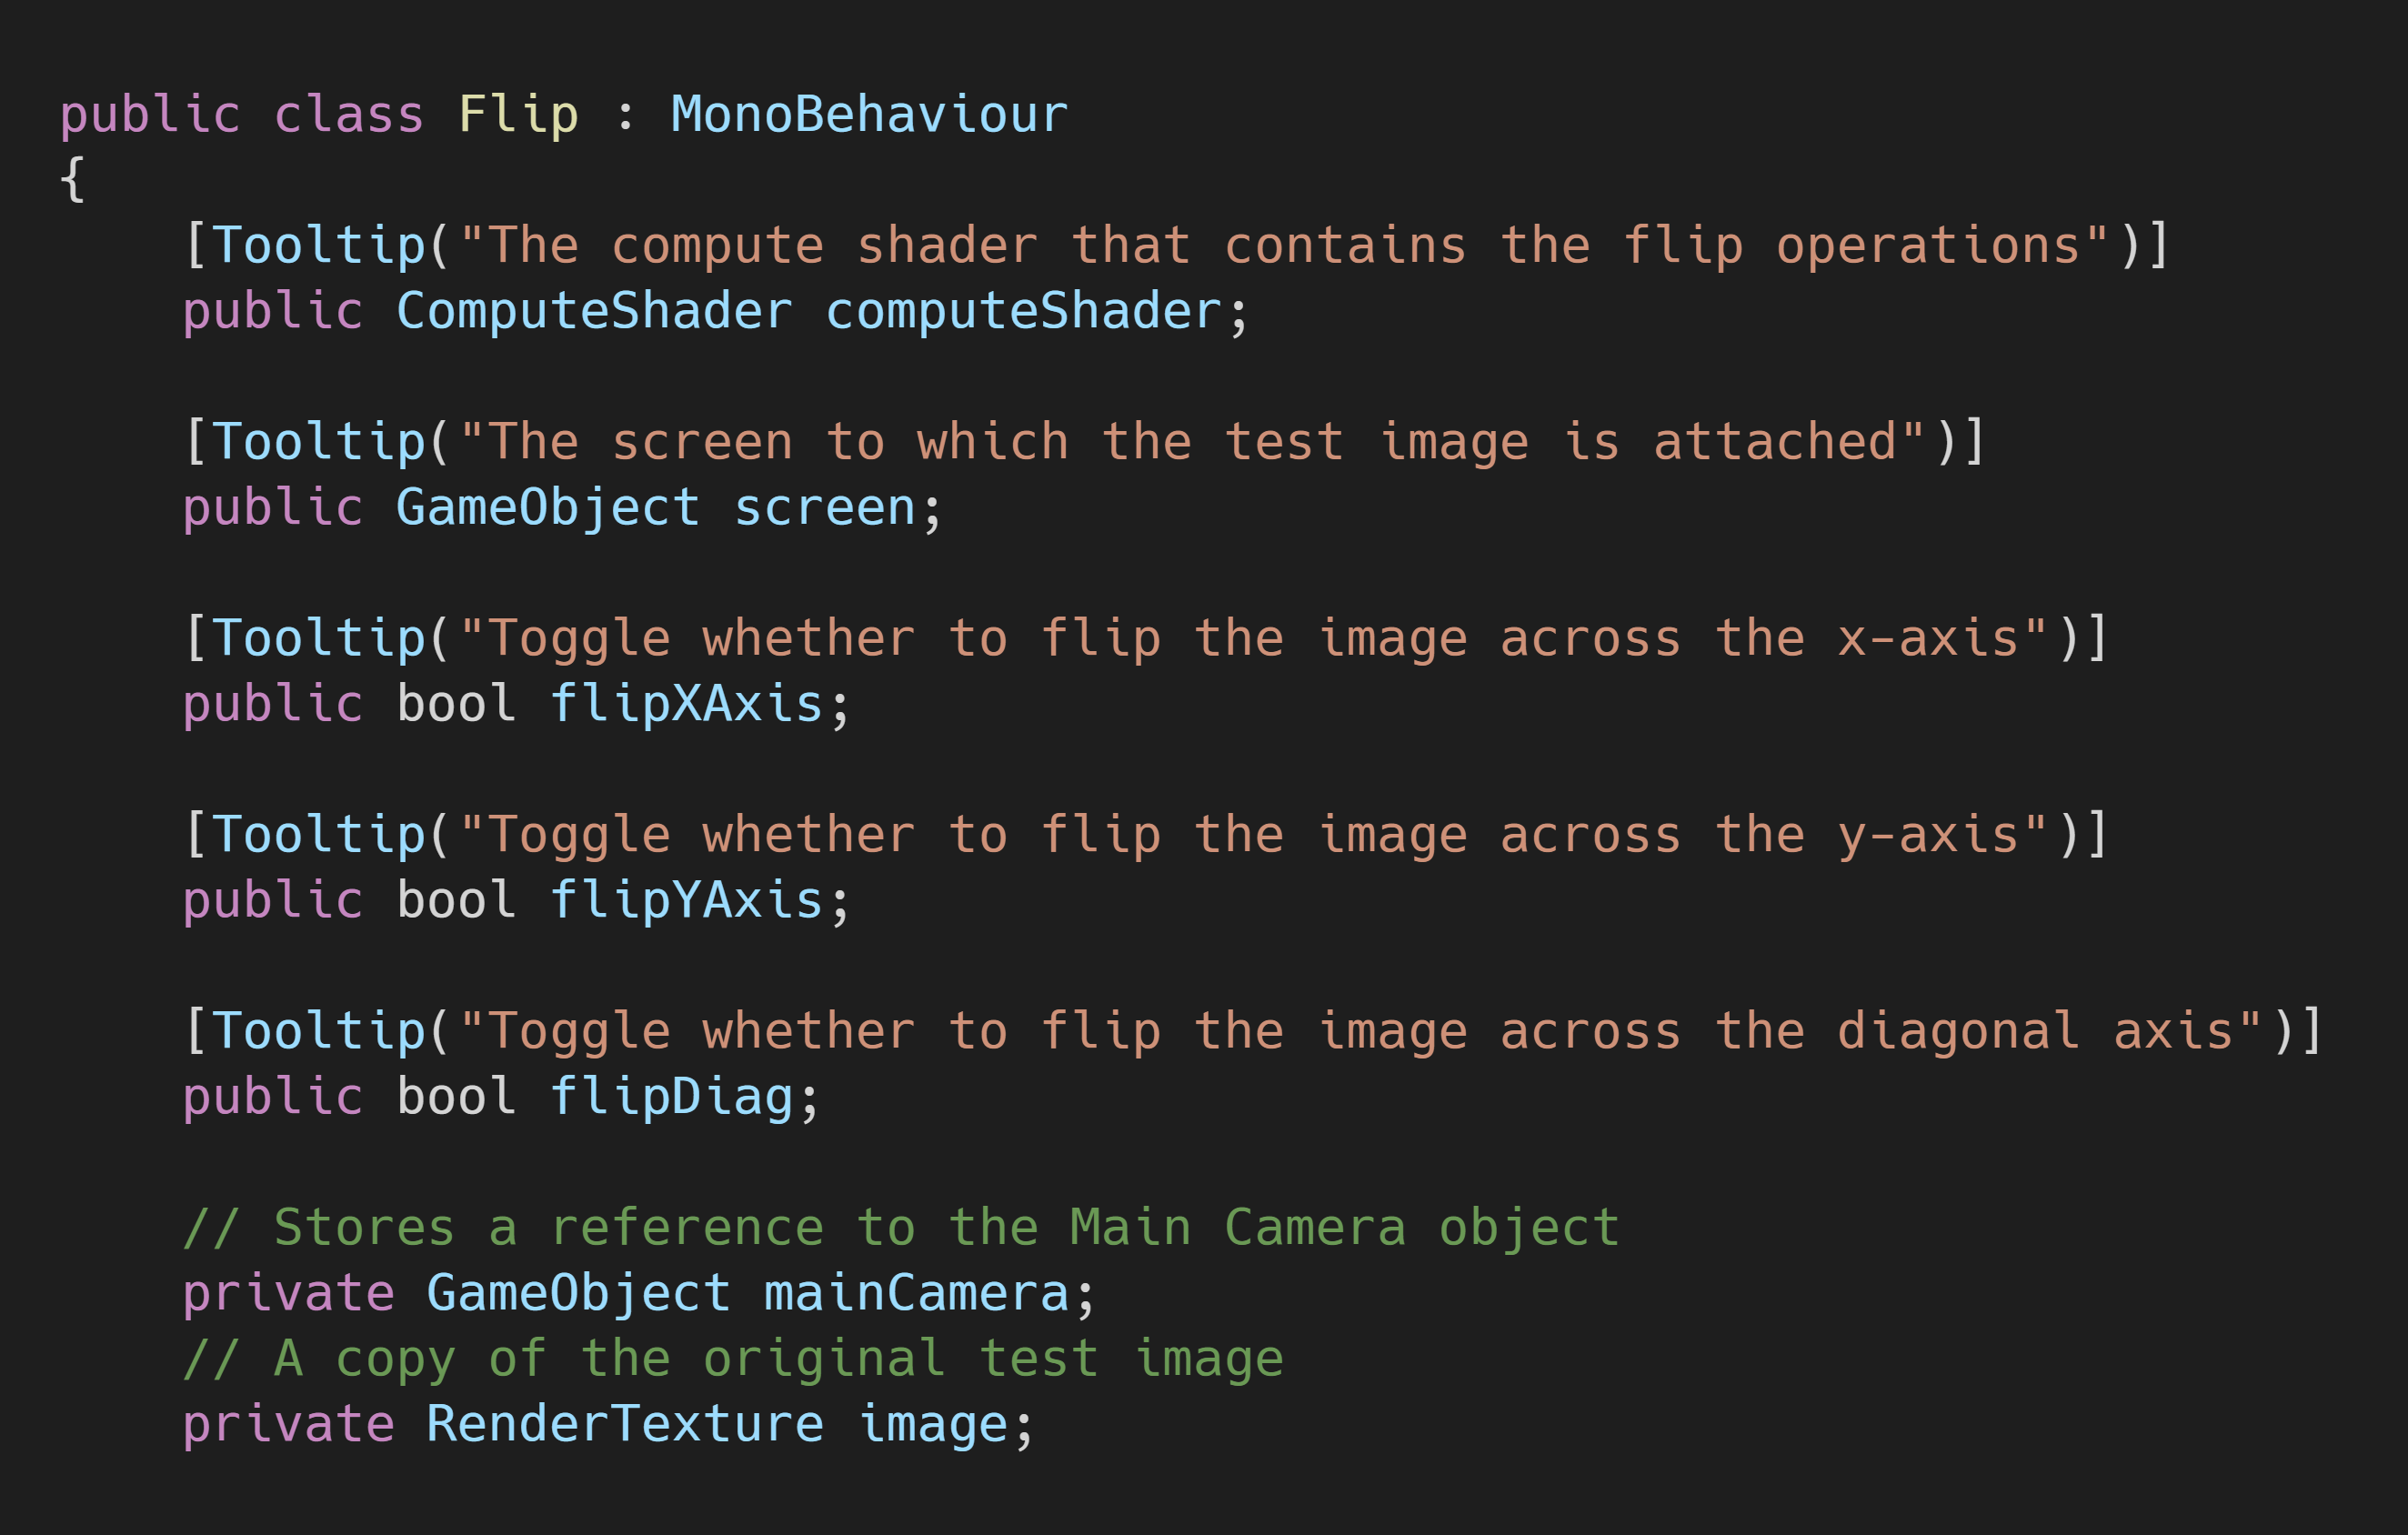 public class Flip : MonoBehaviour
{
    [Tooltip("The compute shader that contains the flip operations")]
    public ComputeShader computeShader;

    [Tooltip("The screen to which the test image is attached")]
    public GameObject screen;

    [Tooltip("Toggle whether to flip the image across the x-axis")]
    public bool flipXAxis;

    [Tooltip("Toggle whether to flip the image across the y-axis")]
    public bool flipYAxis;

    [Tooltip("Toggle whether to flip the image across the diagonal axis")]
    public bool flipDiag;

    // Stores a reference to the Main Camera object
    private GameObject mainCamera;
    // A copy of the original test image
    private RenderTexture image;